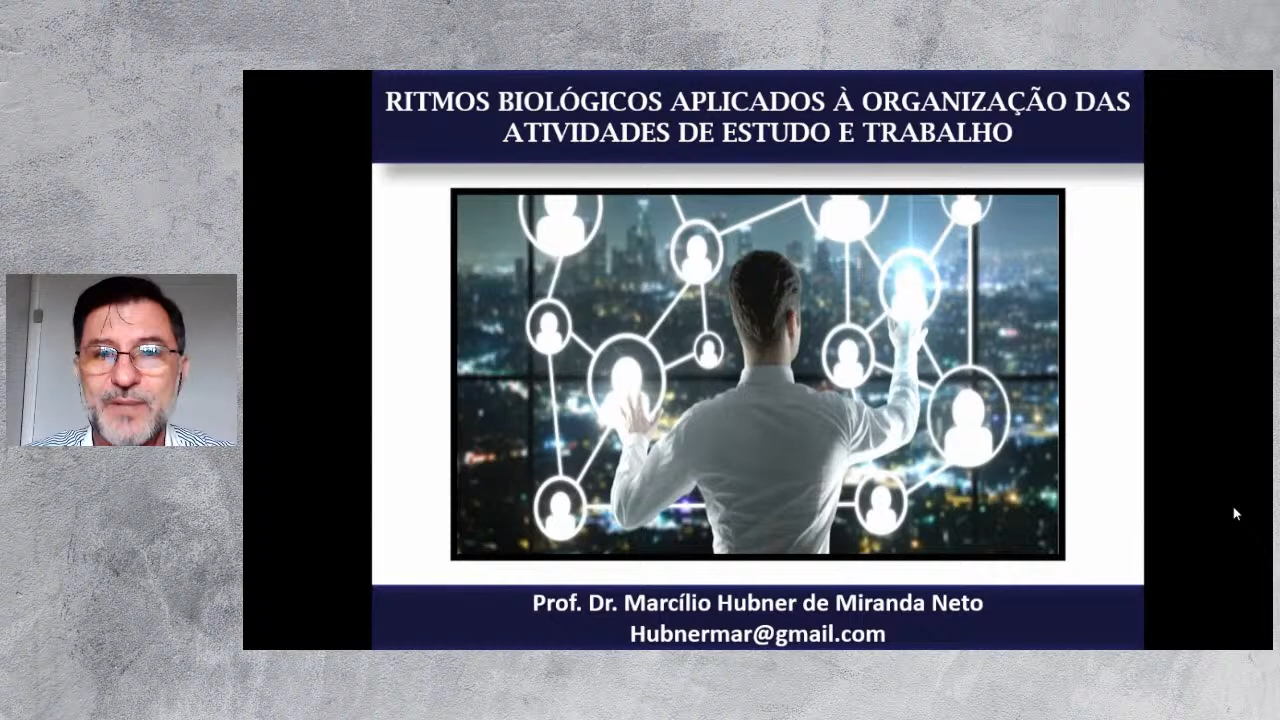 RITMOS BIOLÓGICOS APLICADOS À ORGANIZAÇÃO DAS
ATIVIDADES DE ESTUDO E TRABALHO
Prof. Dr. Marcílio Hubner de Miranda Neto
Hubnermar@gmail.com